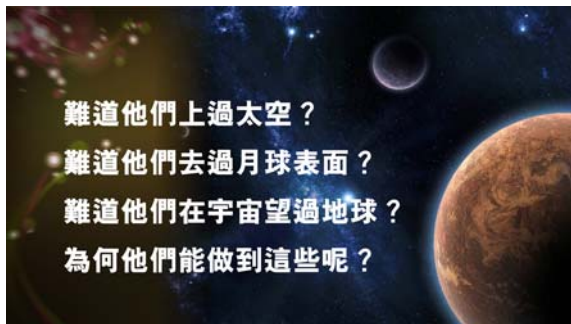 難道他們上過太空？
難道他們去過月球表面？
難道他們在宇宙望過地球？
為何他們能做到這些呢？